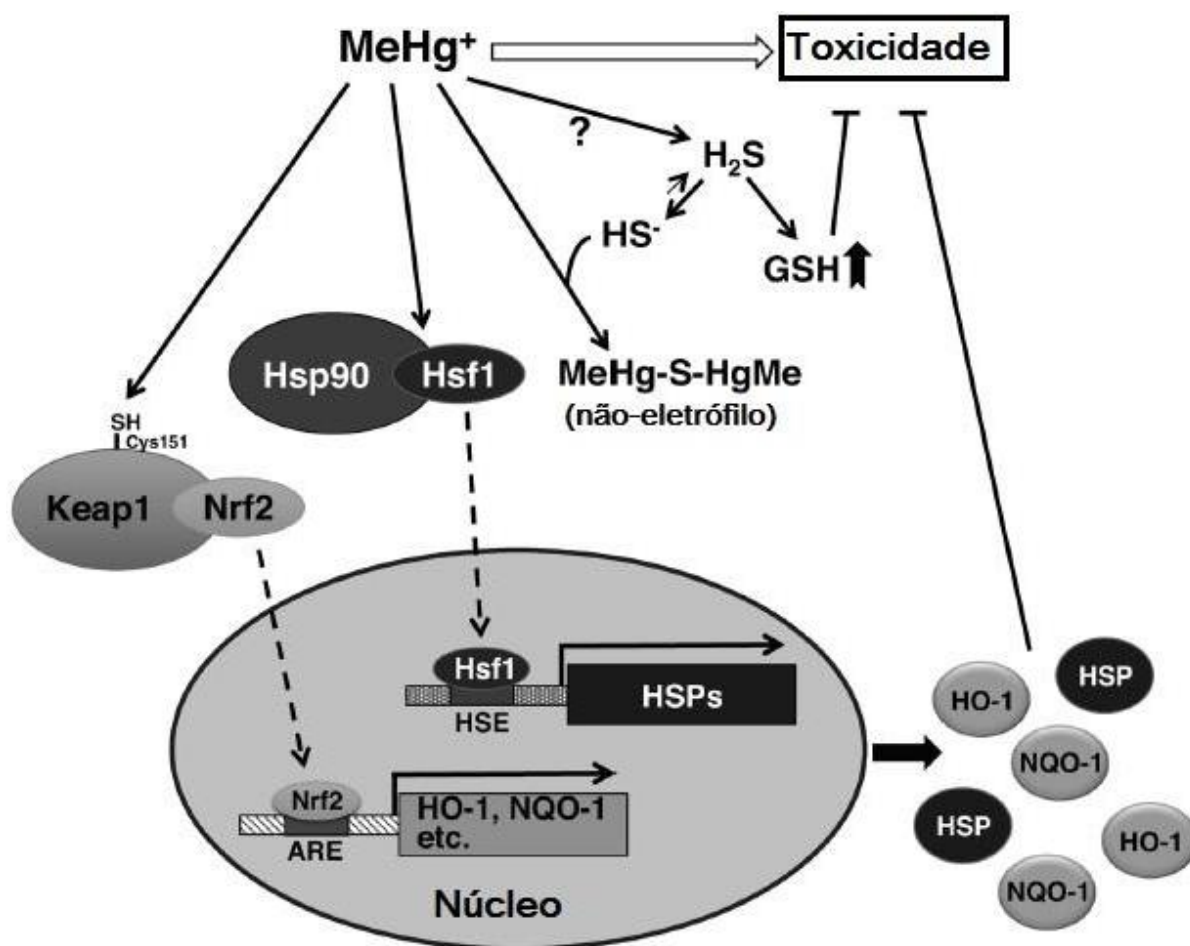 MeHg⁺
Toxicidade
?
H₂S
HS⁻
GSH
Hsp90
Hsf1
MeHg-S-HgMe
(não-eletrófilo)
SH
Cys151
Keap1
Nrf2
Hsf1
HSE
HSPs
Nrf2
ARE
HO-1, NQO-1
etc.
Núcleo
HSP
HO-1
NQO-1
HSP
HO-1
NQO-1